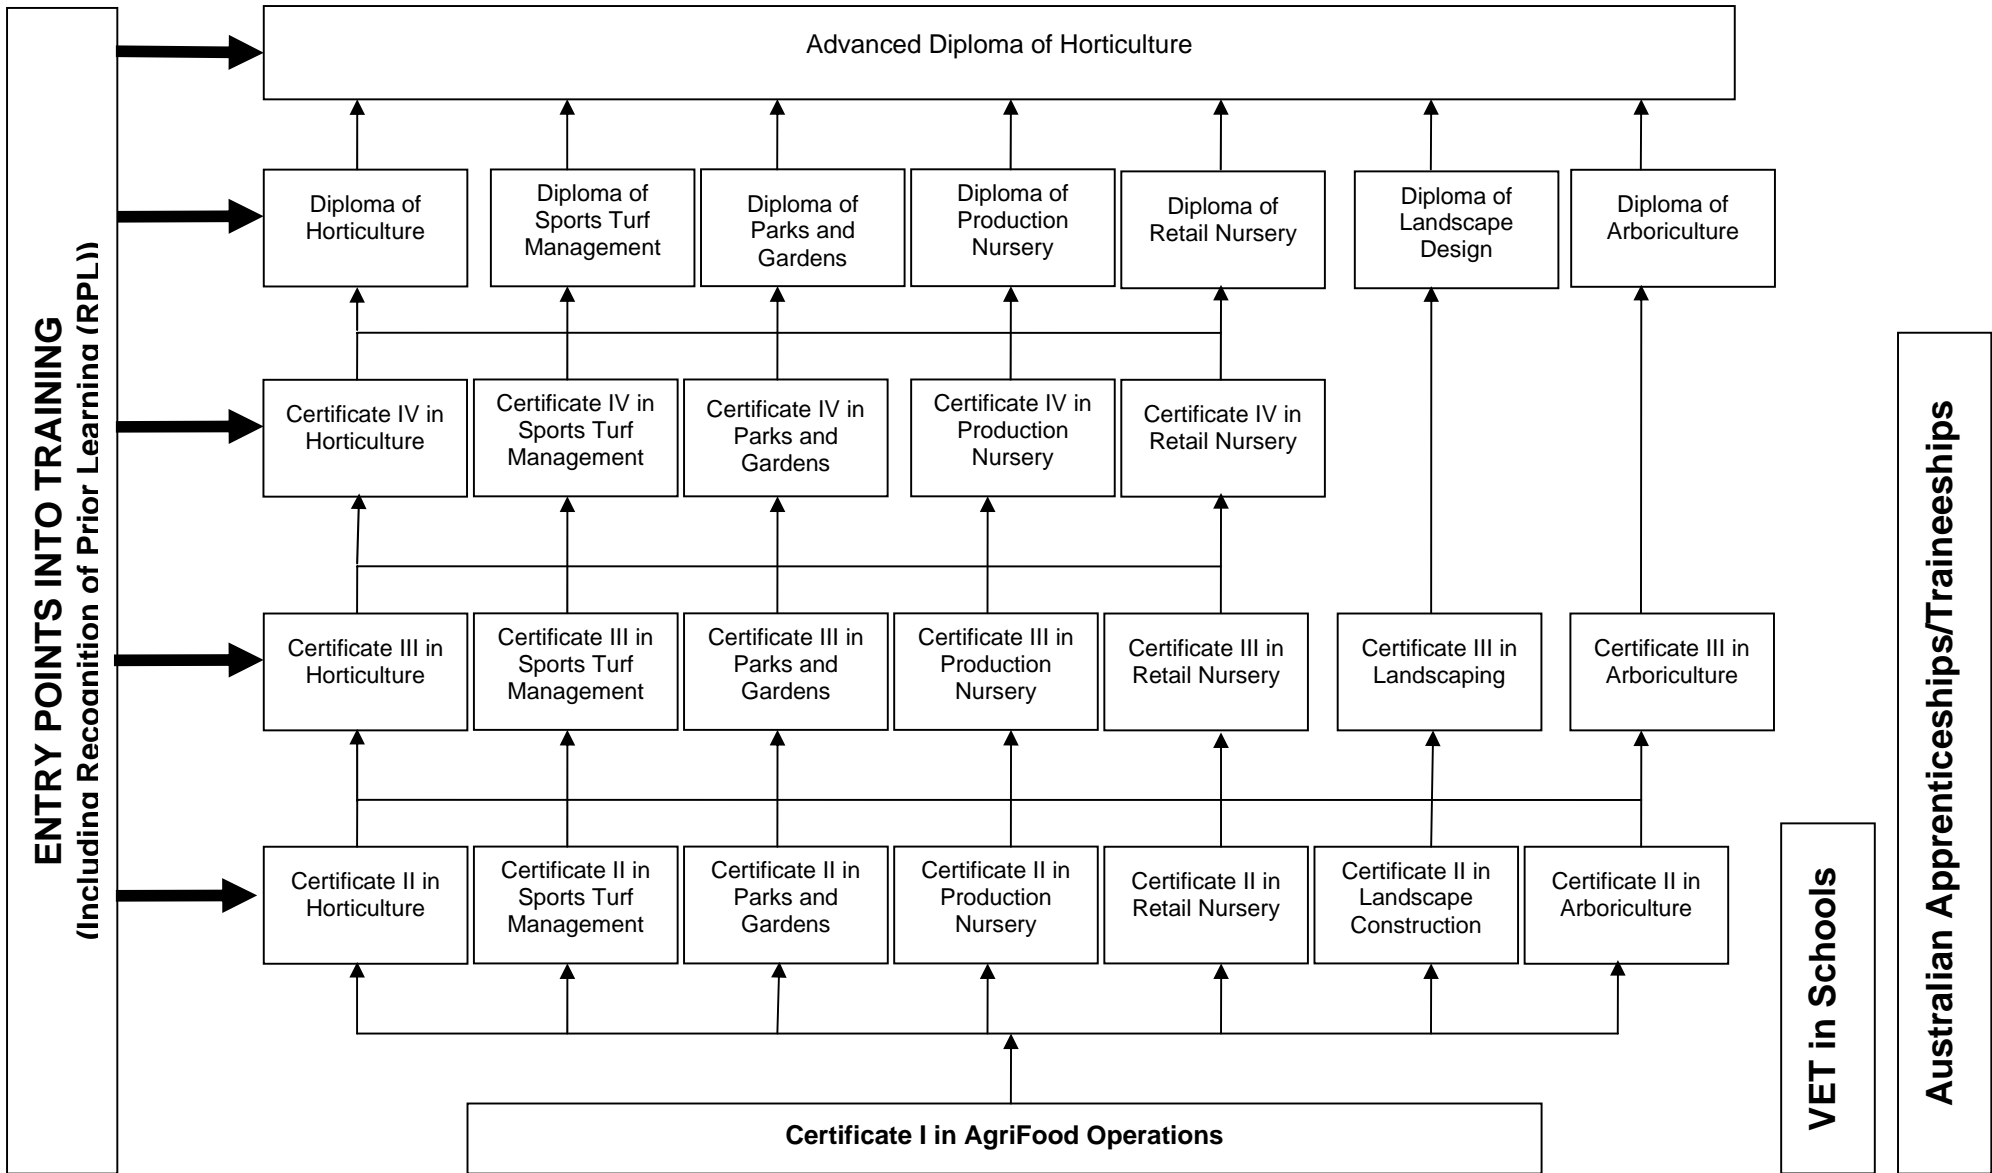 Advanced Diploma of Horticulture
Diploma of
Horticulture
Diploma of
Sports Turf
Management
Diploma of
Parks and
Gardens
Diploma of
Production
Nursery
Diploma of
Retail Nursery
Diploma of
Landscape
Design
Diploma of
Arboriculture
Certificate IV in
Horticulture
Certificate IV in
Sports Turf
Management
Certificate IV in
Parks and
Gardens
Certificate IV in
Production
Nursery
Certificate IV in
Retail Nursery
Certificate III in
Horticulture
Certificate III in
Sports Turf
Management
Certificate III in
Parks and
Gardens
Certificate III in
Production
Nursery
Certificate III in
Retail Nursery
Certificate III in
Landscaping
Certificate III in
Arboriculture
Certificate II in
Horticulture
Certificate II in
Sports Turf
Management
Certificate II in
Parks and
Gardens
Certificate II in
Production
Nursery
Certificate II in
Retail Nursery
Certificate II in
Landscape
Construction
Certificate II in
Arboriculture
Certificate I in AgriFood Operations
ENTRY POINTS INTO TRAINING
(Including Recognition of Prior Learning (RPL))
VET in Schools
Australian Apprenticeships/Traineeships